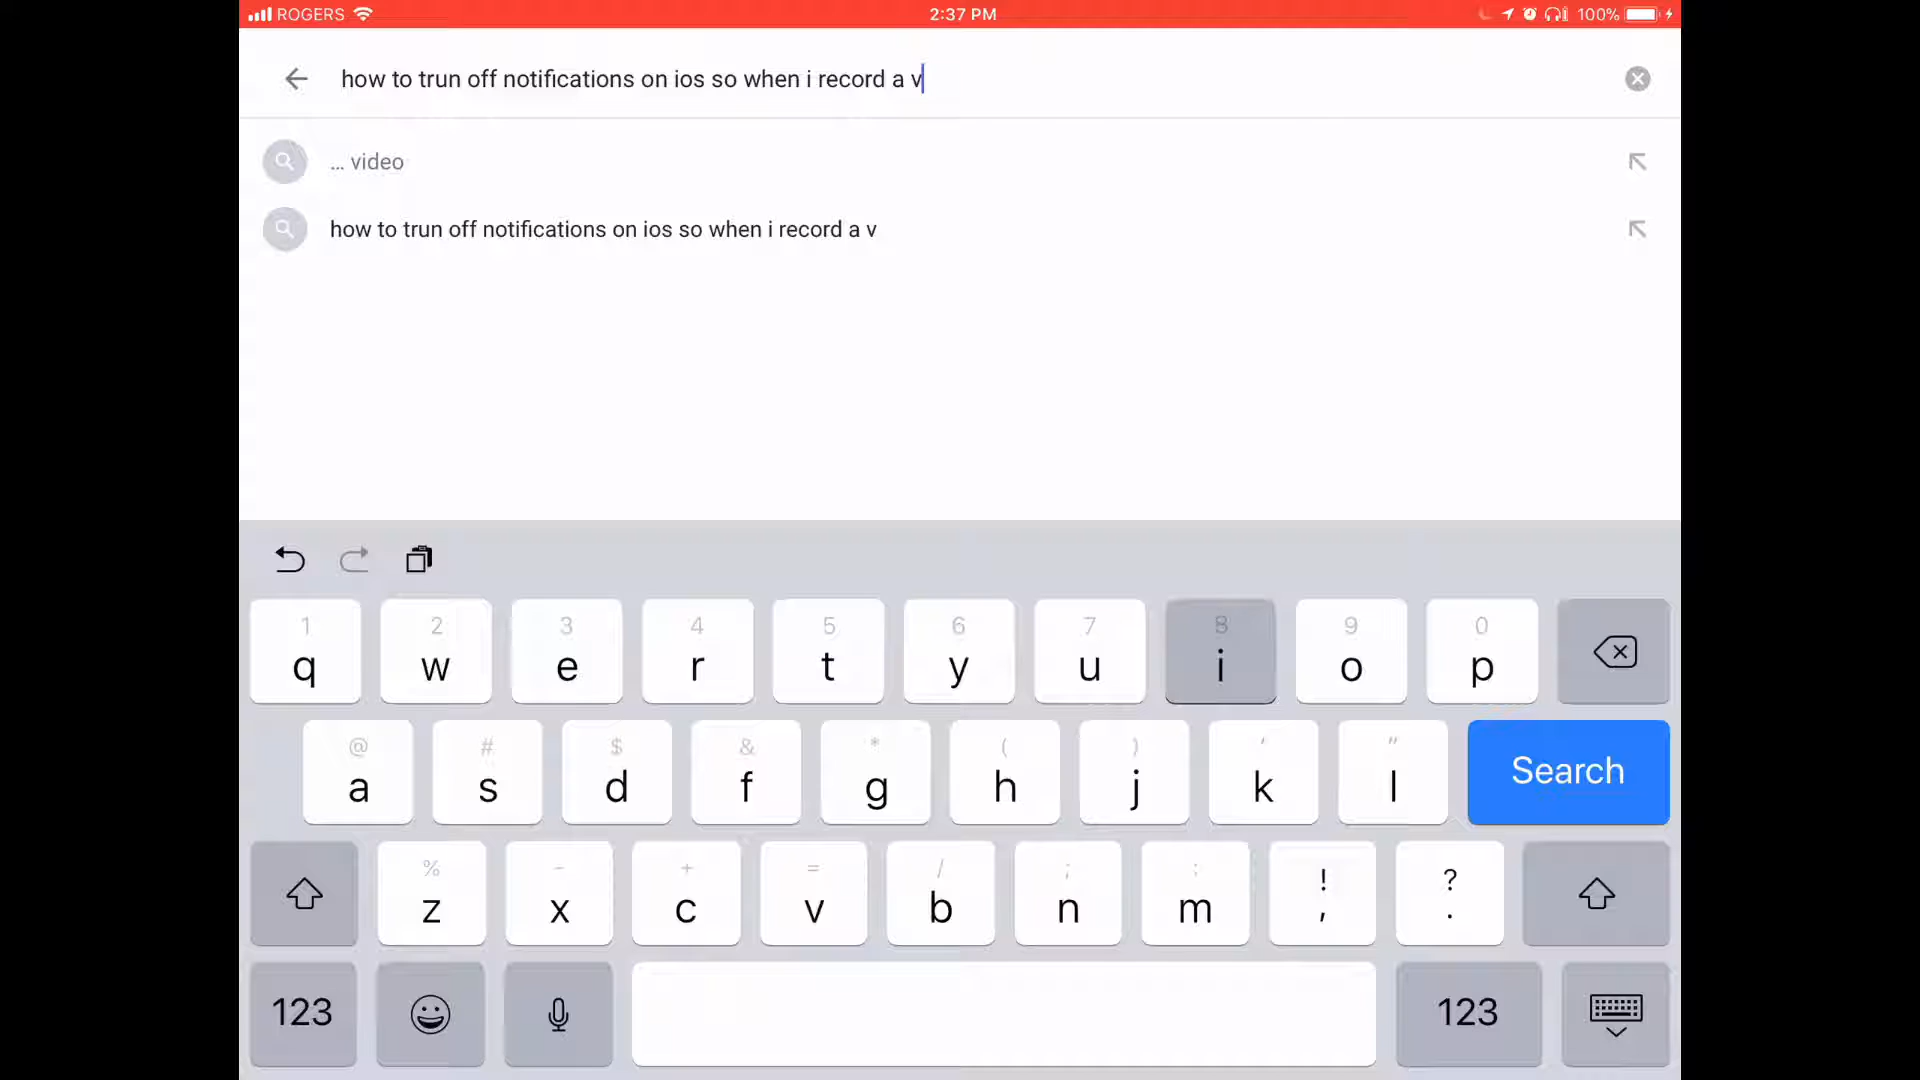 ROGERS 2:37 PM 100%
how to trun off notifications on ios so when i record a v
... video
how to trun off notifications on ios so when i record a v
1 2 3 4 5 6 7 8 9 0
q w e r t y u i o p
@ # $ & * ( ) ' "
a s d f g h j k l Search
% - + = / ; : ! ?
z x c v b n m , .
123 123